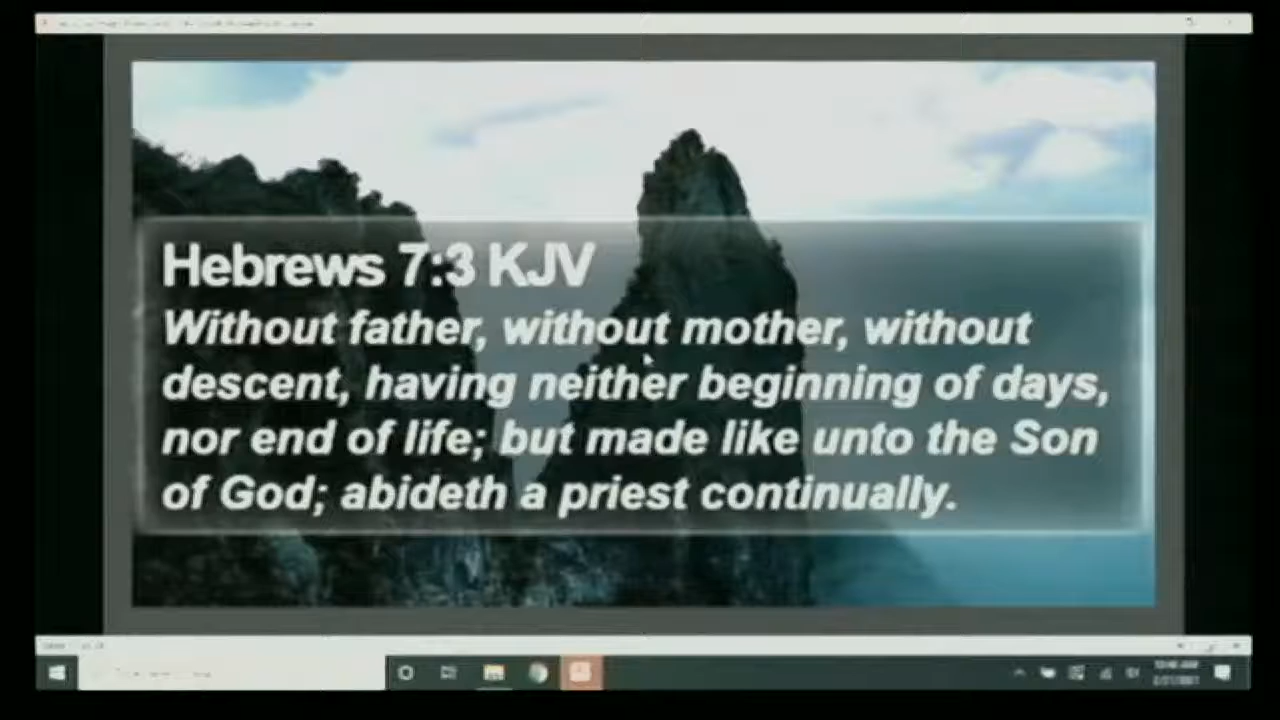 Hebrews 7:3 KJV
Without father, without mother, without
descent, having neither beginning of days,
nor end of life; but made like unto the Son
of God; abideth a priest continually.